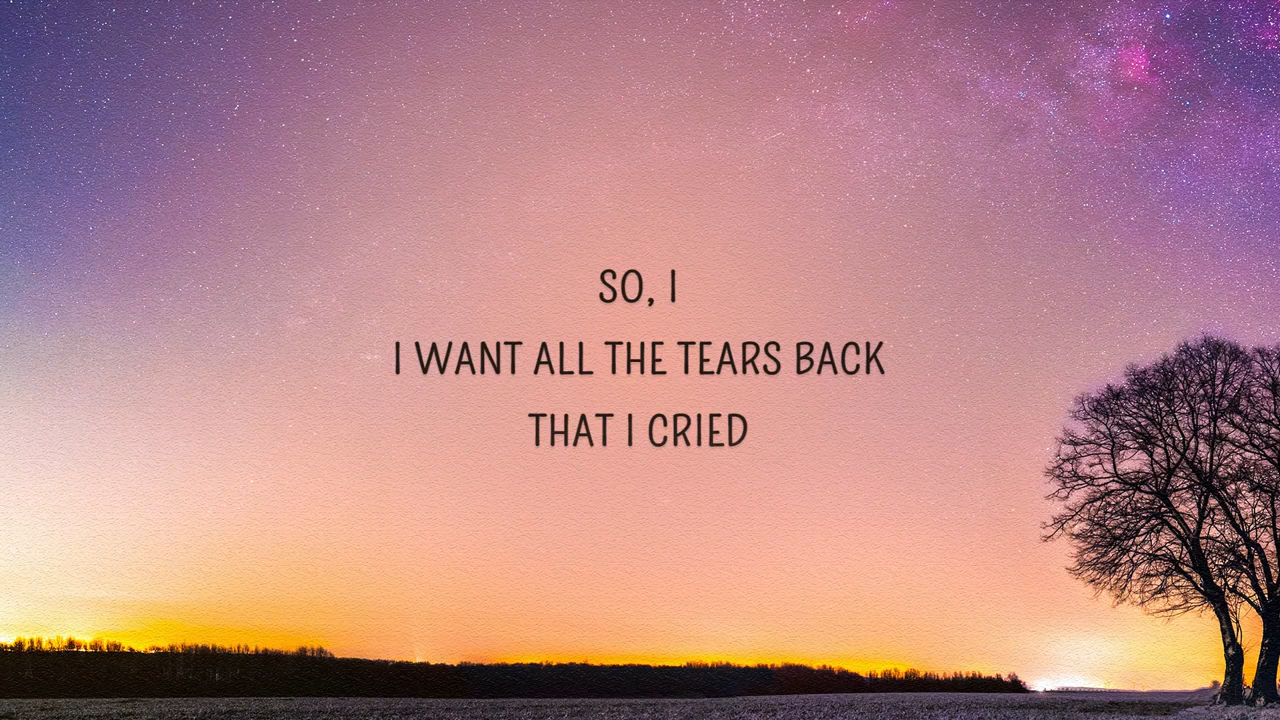 SO, I
I WANT ALL THE TEARS BACK
THAT I CRIED